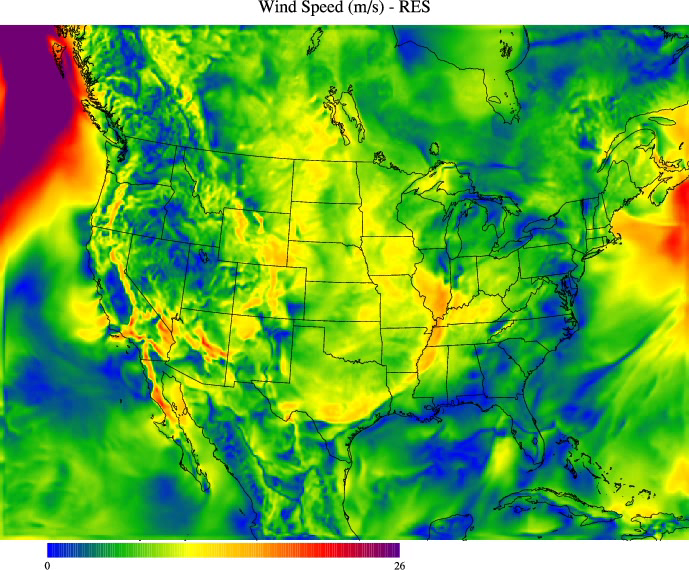 Wind Speed (m/s) - RES
0 26